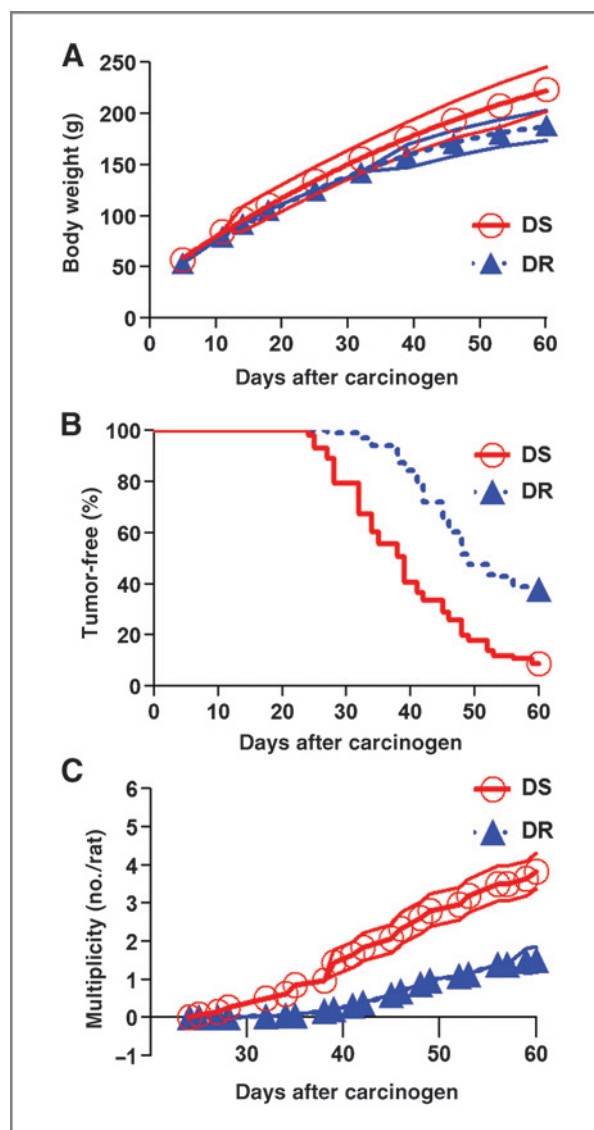 A
250
200
150
100
50
0
Body weight (g)
DS
DR
0 10 20 30 40 50 60
Days after carcinogen
B
100
80
60
40
20
0
Tumor-free (%)
DS
DR
0 10 20 30 40 50 60
Days after carcinogen
C
DS
DR
6
5
4
3
2
1
0
−1
Multiplicity (no./rat)
30 40 50 60
Days after carcinogen